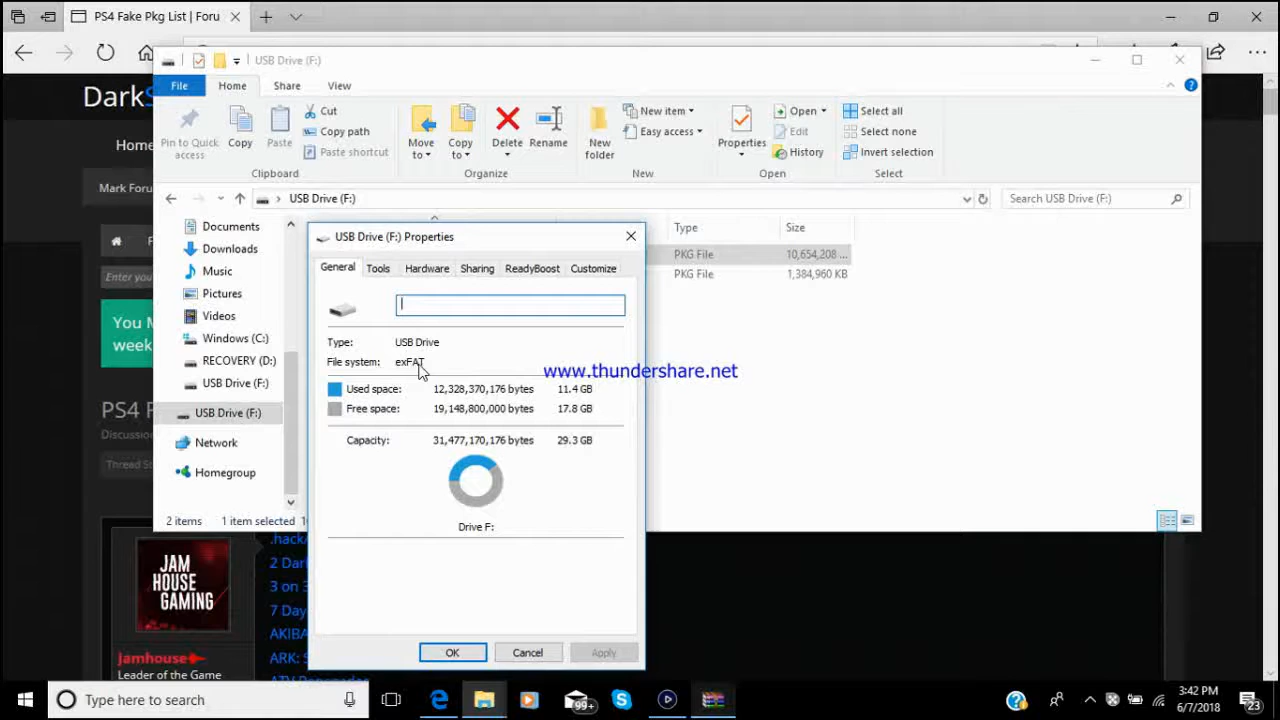 PS4 Fake Pkg List | Foru
USB Drive (F:)
Dark
File
Home
Share
View
Pin to Quick access
Copy
Paste
Cut
Copy path
Paste shortcut
Clipboard
Move to
Copy to
Delete
Rename
Organize
New folder
New item
Easy access
New
Properties
Open
Edit
History
Open
Select all
Select none
Invert selection
Select
Home
Mark Foru
USB Drive (F:)
Search USB Drive (F:)
Documents
Downloads
Music
Pictures
Videos
Windows (C:)
RECOVERY (D:)
USB Drive (F:)
USB Drive (F:)
Network
Homegroup
Type
Size
PKG File
10,654,208 ...
PKG File
1,384,960 KB
2 items
1 item selected
USB Drive (F:) Properties
General
Tools
Hardware
Sharing
ReadyBoost
Customize
Type:
USB Drive
File system:
exFAT
Used space:
12,328,370,176 bytes
11.4 GB
Free space:
19,148,800,000 bytes
17.8 GB
Capacity:
31,477,170,176 bytes
29.3 GB
Drive F:
OK
Cancel
Apply
www.thundershare.net
Enter you
You M
week
PS4 F
Discussion
Thread St
JAM
HOUSE
GAMING
Jamhouse
Leader of the Game
.hack/
2 Dar
3 on 3
7 Day
AKIBA
ARK: S
Type here to search
99+
3:42 PM
6/7/2018
23